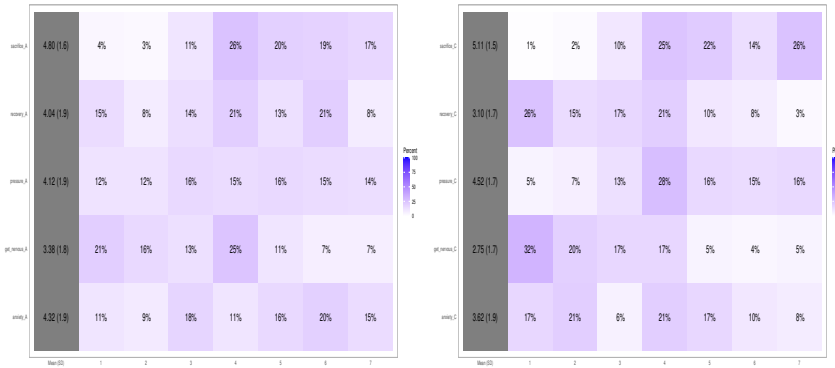 sacrifice_A 4.80 (1.6) 4% 3% 11% 26% 20% 19% 17%
recovery_A 4.04 (1.9) 15% 8% 14% 21% 13% 21% 8%
pressure_A 4.12 (1.9) 12% 12% 16% 15% 16% 15% 14%
3.38 (1.8) 21% 16% 13% 25% 11% 7% 7%
anxiety_A 4.32 (1.9) 11% 9% 18% 11% 16% 20% 15%
Mean (SD) 1 2 3 4 5 6 7
Percent
100
75
50
25
0
sacrifice_C 5.11 (1.5) 1% 2% 10% 25% 22% 14% 26%
recovery_C 3.10 (1.7) 26% 15% 17% 21% 10% 8% 3%
pressure_C 4.52 (1.7) 5% 7% 13% 28% 16% 15% 16%
2.75 (1.7) 32% 20% 17% 17% 5% 4% 5%
anxiety_C 3.62 (1.9) 17% 21% 6% 21% 17% 10% 8%
Mean (SD) 1 2 3 4 5 6 7
P